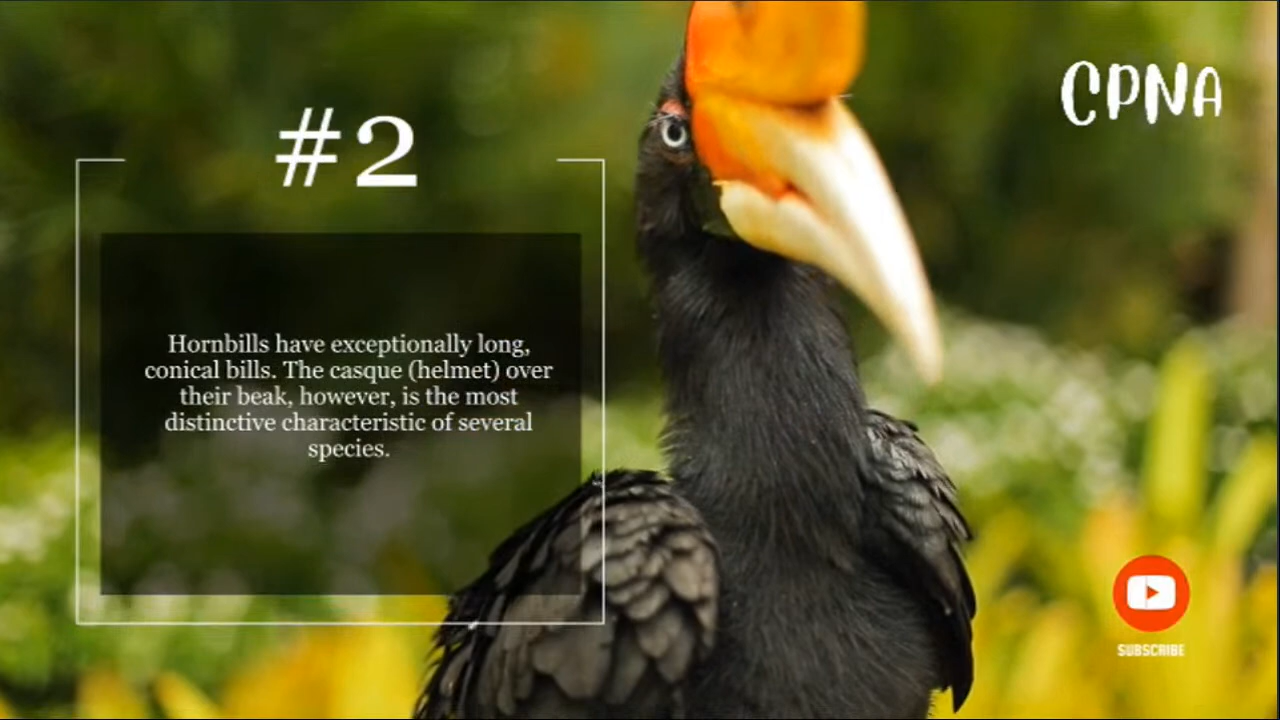 CPNA
#2
Hornbills have exceptionally long,
conical bills. The casque (helmet) over
their beak, however, is the most
distinctive characteristic of several
species.
SUBSCRIBE